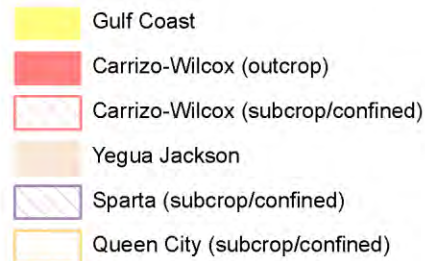 Gulf Coast
Carrizo-Wilcox (outcrop)
Carrizo-Wilcox (subcrop/confined)
Yegua Jackson
Sparta (subcrop/confined)
Queen City (subcrop/confined)